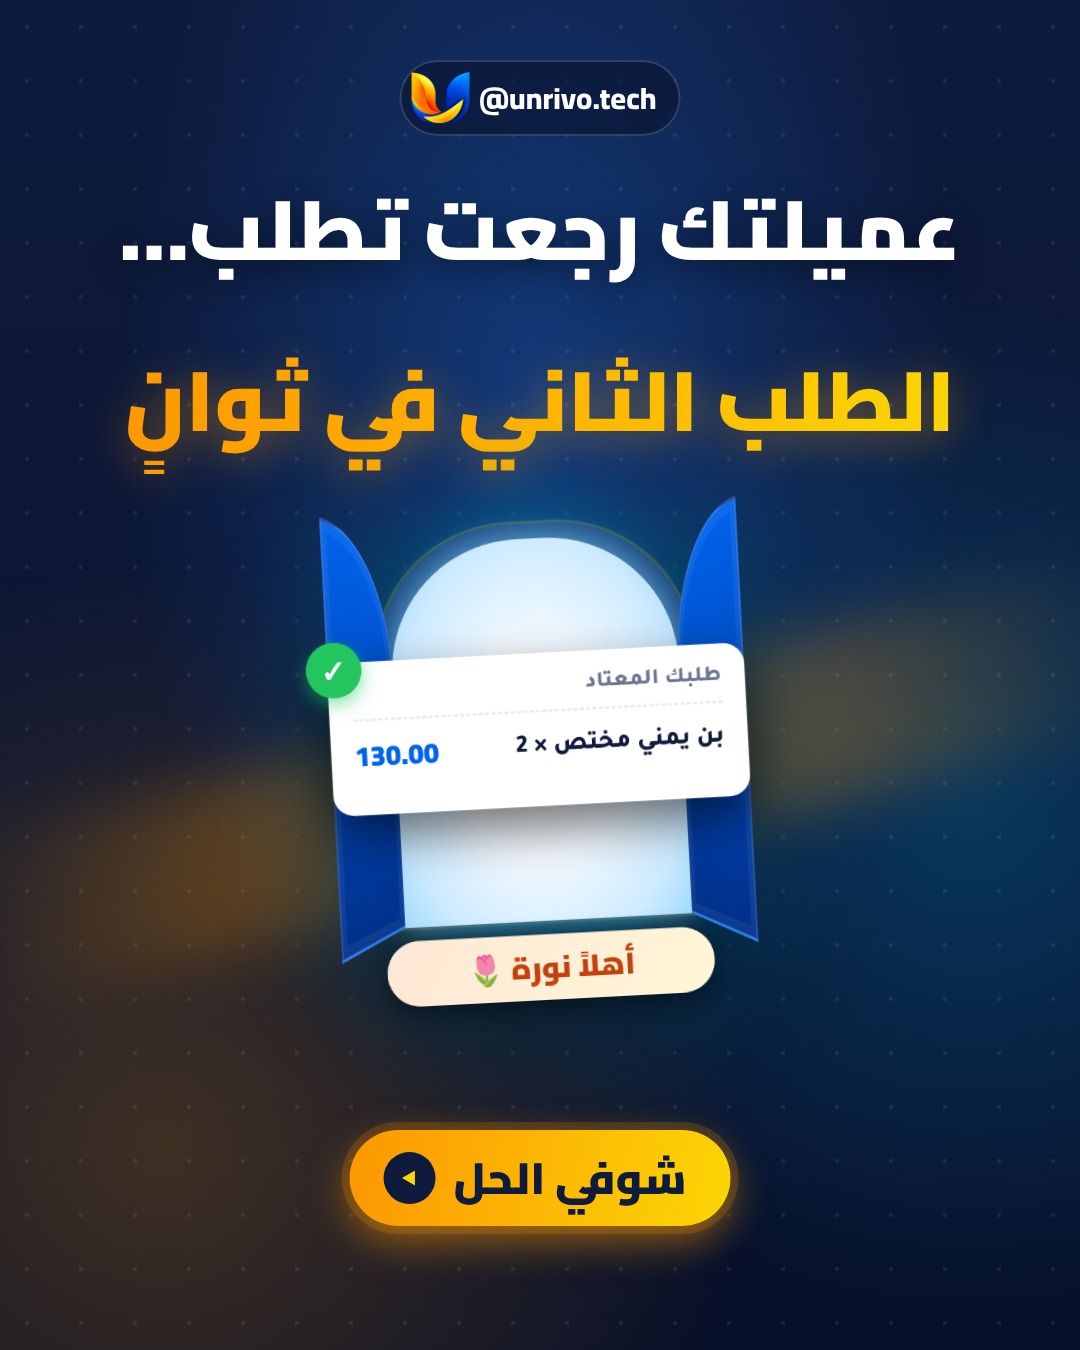 @unrivo.tech
عميلتك رجعت تطلب...
الطلب الثاني في ثوانٍ
طلبك المعتاد
بن يمني مختص × 2
130.00
أهلاً نورة 🌷
شوفي الحل